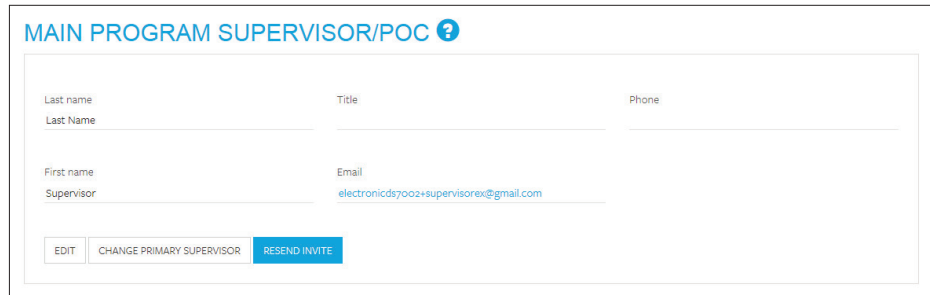 MAIN PROGRAM SUPERVISOR/POC ?
Last name
Last Name
Title
Phone
First name
Supervisor
Email
electronicds7002+supervisorex@gmail.com
EDIT
CHANGE PRIMARY SUPERVISOR
RESEND INVITE